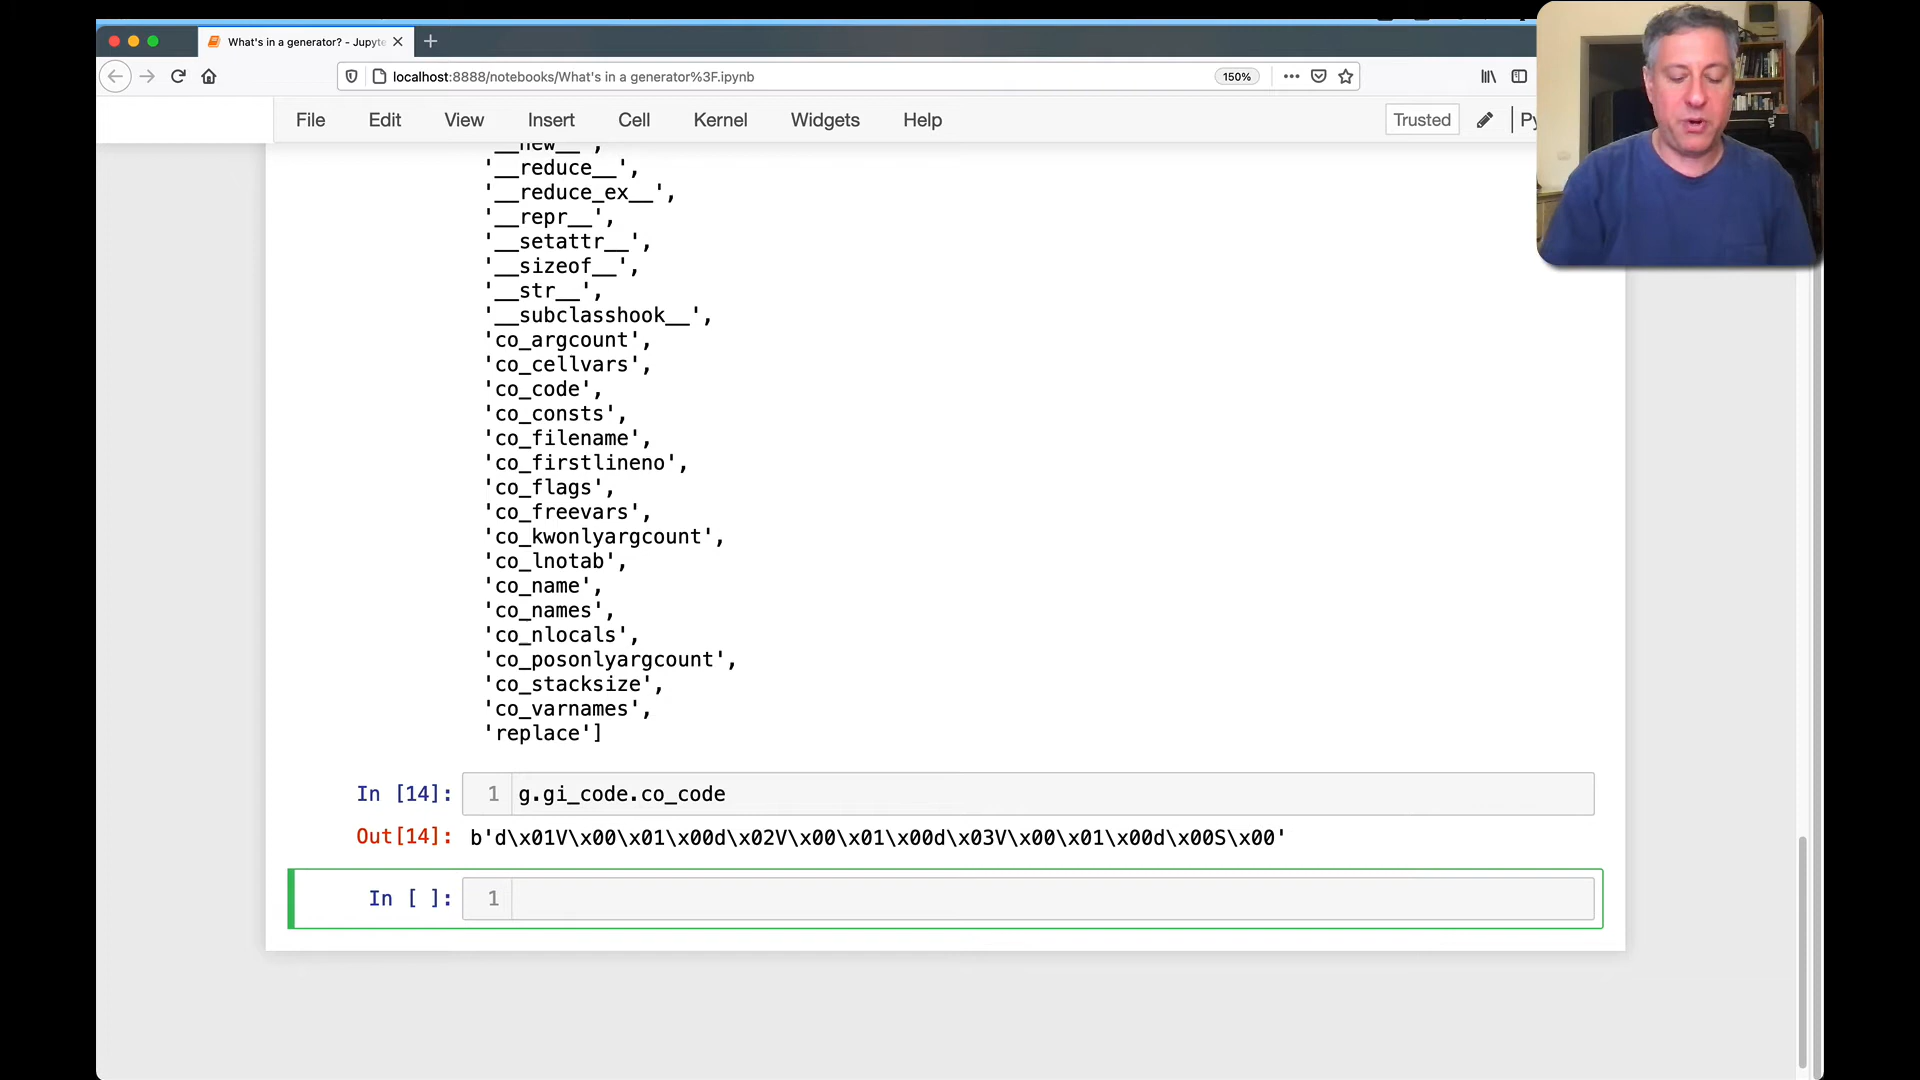 What's in a generator? - Jupyte
localhost:8888/notebooks/What's in a generator%3F.ipynb
150%
File Edit View Insert Cell Kernel Widgets Help
Trusted
Py
'__new__',
'__reduce__',
'__reduce_ex__',
'__repr__',
'__setattr__',
'__sizeof__',
'__str__',
'__subclasshook__',
'co_argcount',
'co_cellvars',
'co_code',
'co_consts',
'co_filename',
'co_firstlineno',
'co_flags',
'co_freevars',
'co_kwonlyargcount',
'co_lnotab',
'co_name',
'co_names',
'co_nlocals',
'co_posonlyargcount',
'co_stacksize',
'co_varnames',
'replace']
In [14]: 1 g.gi_code.co_code
Out[14]: b'd\x01V\x00\x01\x00d\x02V\x00\x01\x00d\x03V\x00\x01\x00d\x00S\x00'
In [ ]: 1